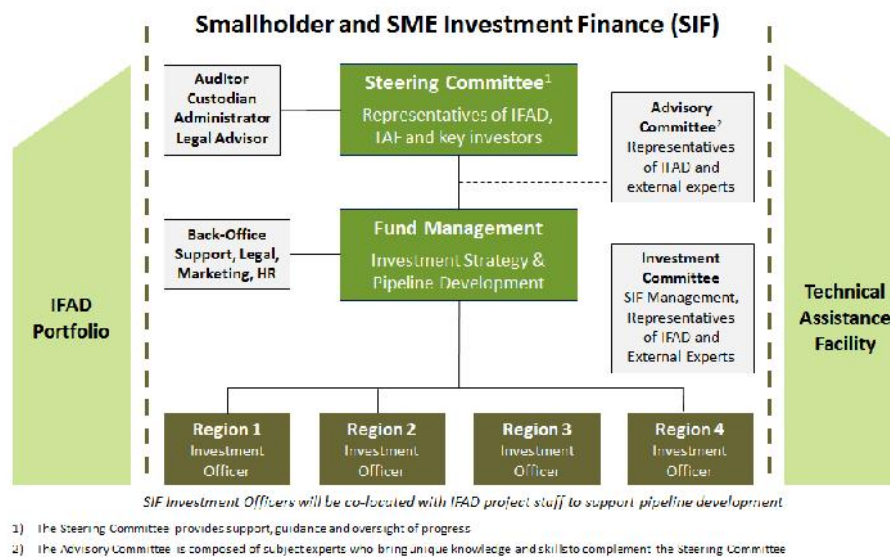 Smallholder and SME Investment Finance (SIF)
Auditor
Custodian
Administrator
Legal Advisor
Steering Committee1
Representatives of IFAD,
TAF and key investors
Advisory
Committee2
Representatives
of IFAD and
external experts
Back-Office
Support, Legal,
Marketing, HR
Fund Management
Investment Strategy &
Pipeline Development
Investment
Committee
SIF Management,
Representatives
of IFAD and
External Experts
IFAD
Portfolio
Technical
Assistance
Facility
Region 1
Investment
Officer
Region 2
Investment
Officer
Region 3
Investment
Officer
Region 4
Investment
Officer
SIF Investment Officers will be co-located with IFAD project staff to support pipeline development
1) The Steering Committee provides support, guidance and oversight of progress
2) The Advisory Committee is composed of subject experts who bring unique knowledge and skills to complement the Steering Committee